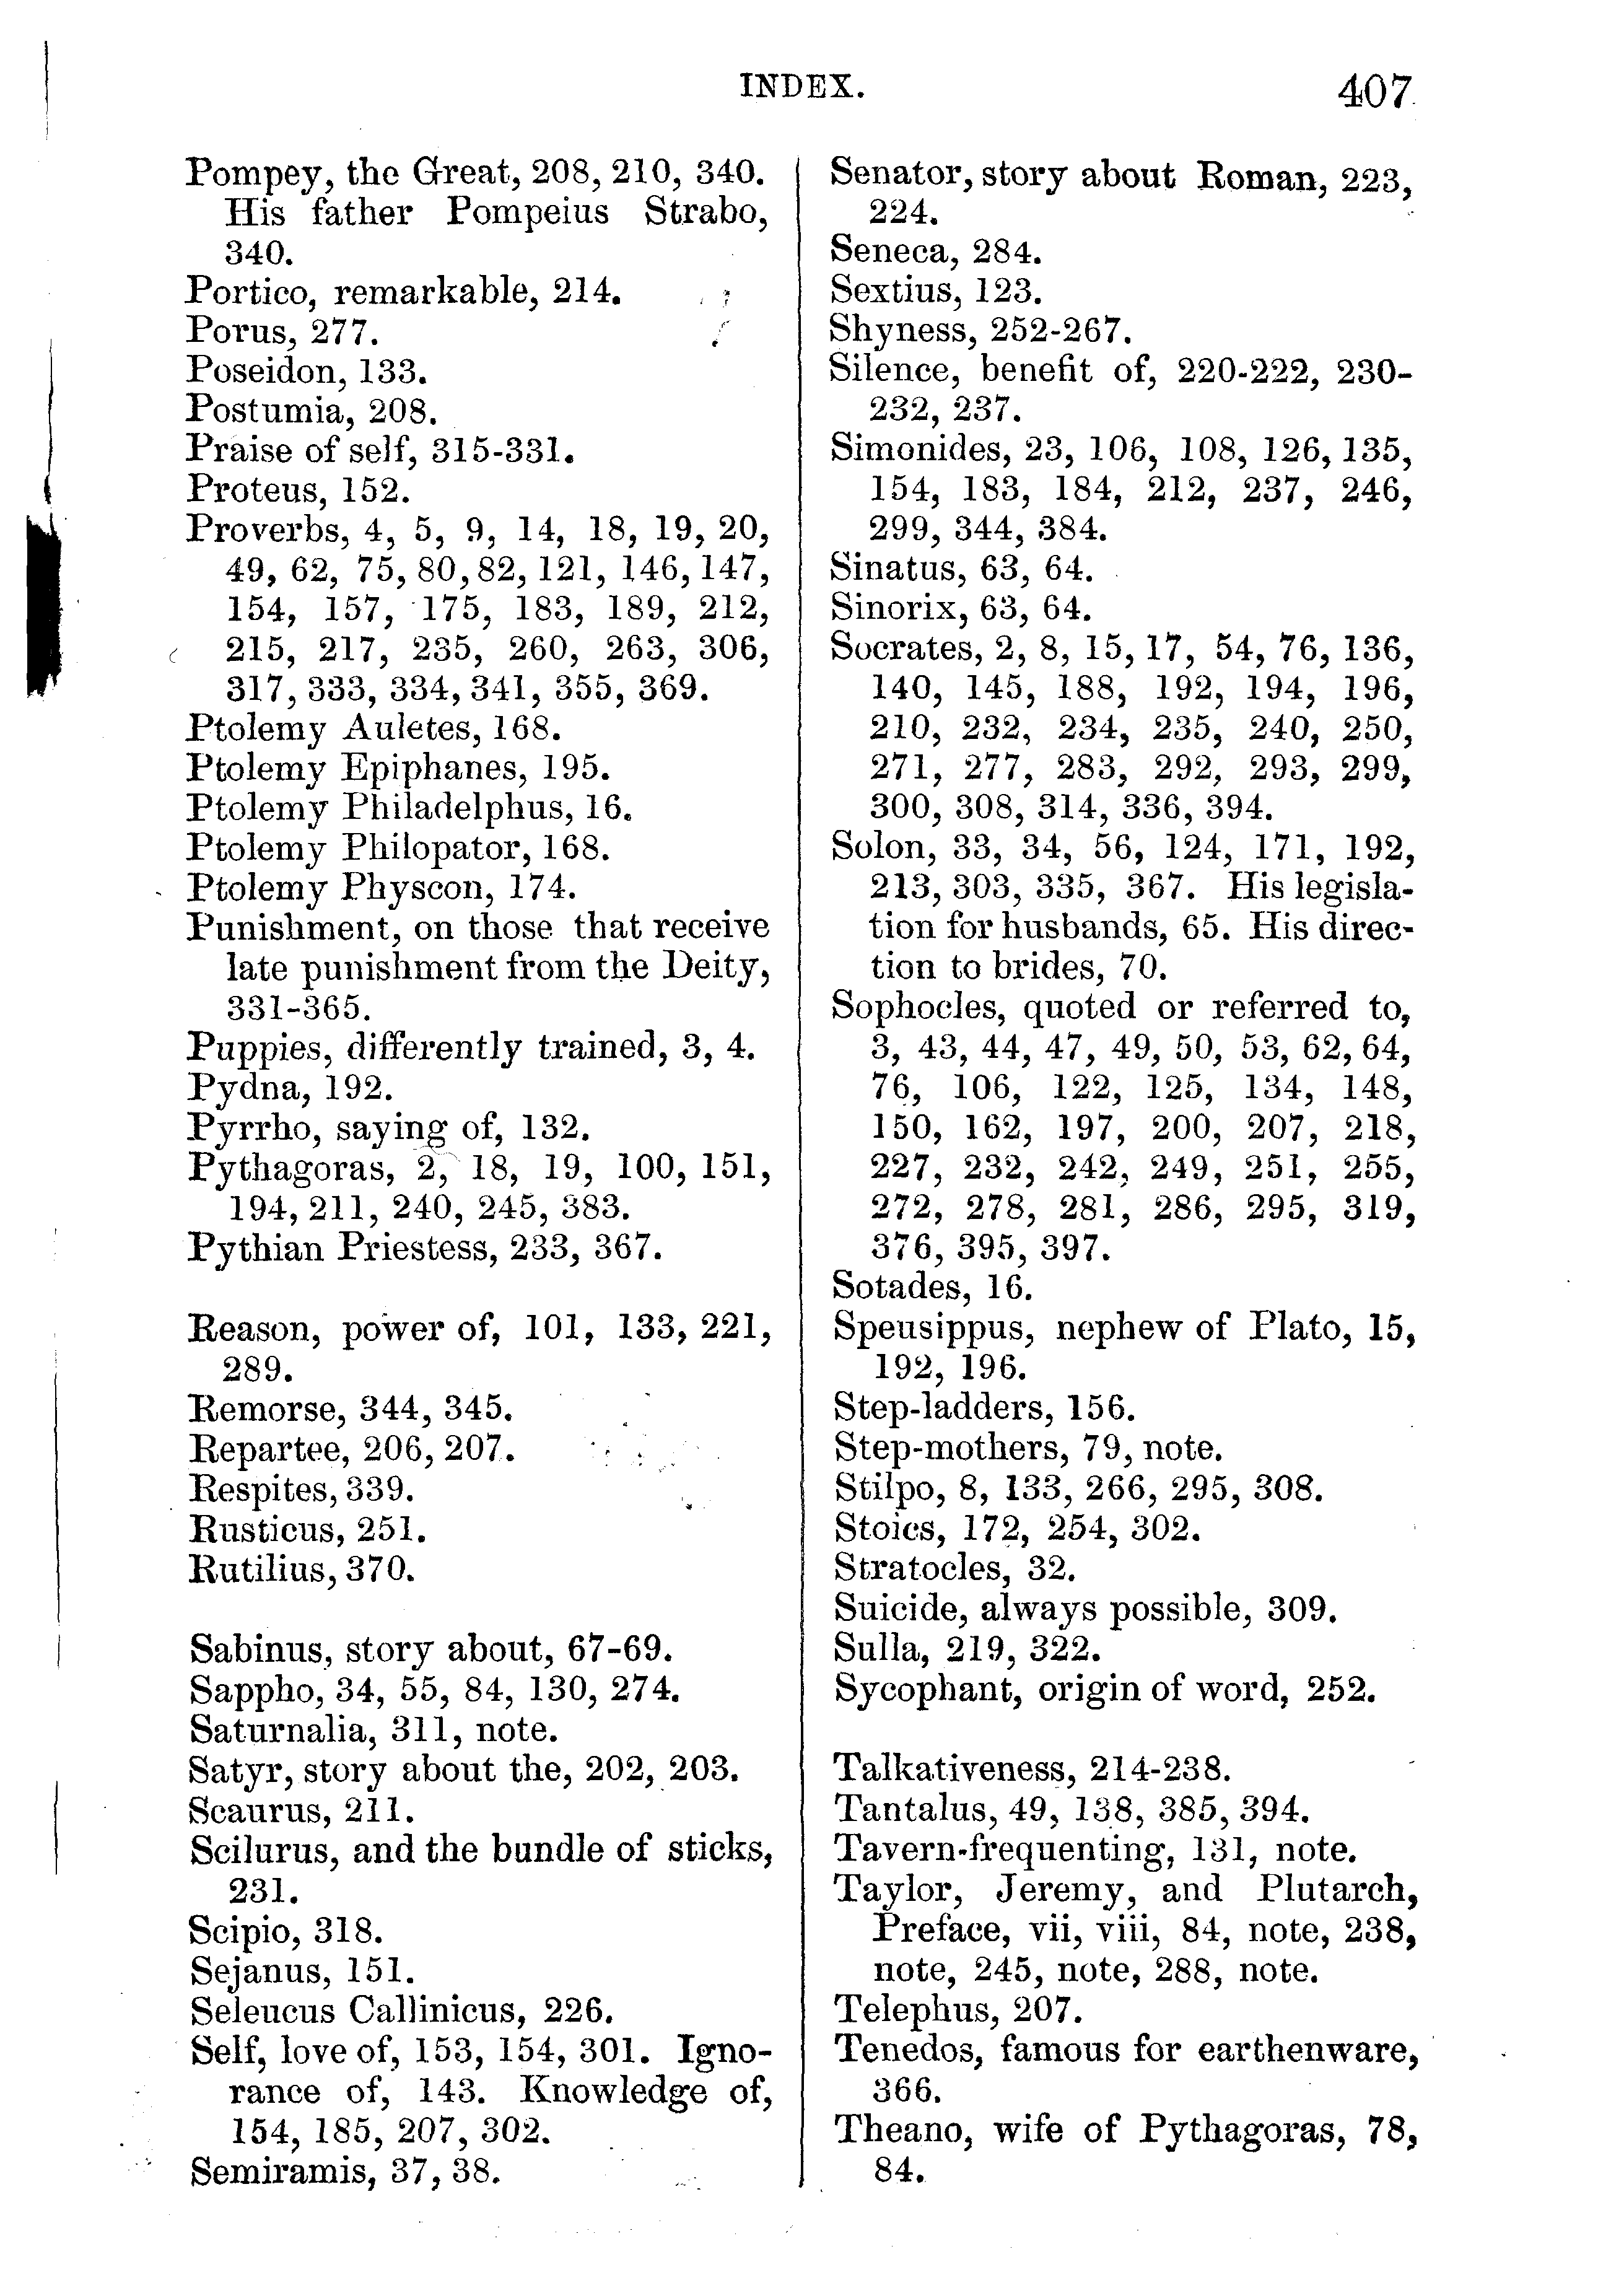 INDEX.
407
Pompey, the Great, 208, 210, 340.
His father Pompeius Strabo,
340.
Portico, remarkable, 214.
Porus, 277.
Poseidon, 133.
Postumia, 208.
Praise of self, 315-331.
Proteus, 152.
Proverbs, 4, 5, 9, 14, 18, 19, 20,
49, 62, 75, 80, 82, 121, 146, 147,
154, 157, 175, 183, 189, 212,
215, 217, 235, 260, 263, 306,
317, 333, 334, 341, 355, 369.
Ptolemy Auletes, 168.
Ptolemy Epiphanes, 195.
Ptolemy Philadelphus, 16.
Ptolemy Philopator, 168.
Ptolemy Physcon, 174.
Punishment, on those that receive
late punishment from the Deity,
331-365.
Puppies, differently trained, 3, 4.
Pydna, 192.
Pyrrho, saying of, 132.
Pythagoras, 2, 18, 19, 100, 151,
194, 211, 240, 245, 383.
Pythian Priestess, 233, 367.
Reason, power of, 101, 133, 221,
289.
Remorse, 344, 345.
Repartee, 206, 207.
Respites, 339.
Rusticus, 251.
Rutilius, 370.
Sabinus, story about, 67-69.
Sappho, 34, 55, 84, 130, 274.
Saturnalia, 311, note.
Satyr, story about the, 202, 203.
Scaurus, 211.
Scilurus, and the bundle of sticks,
231.
Scipio, 318.
Sejanus, 151.
Seleucus Callinicus, 226.
Self, love of, 153, 154, 301. Igno-
rance of, 143. Knowledge of,
154, 185, 207, 302.
Semiramis, 37, 38.
Senator, story about Roman, 223,
224.
Seneca, 284.
Sextius, 123.
Shyness, 252-267.
Silence, benefit of, 220-222, 230-
232, 237.
Simonides, 23, 106, 108, 126, 135,
154, 183, 184, 212, 237, 246,
299, 344, 384.
Sinatus, 63, 64.
Sinorix, 63, 64.
Socrates, 2, 8, 15, 17, 54, 76, 136,
140, 145, 188, 192, 194, 196,
210, 232, 234, 235, 240, 250,
271, 277, 283, 292, 293, 299,
300, 308, 314, 336, 394.
Solon, 33, 34, 56, 124, 171, 192,
213, 303, 335, 367. His legisla-
tion for husbands, 65. His direc-
tion to brides, 70.
Sophocles, quoted or referred to,
3, 43, 44, 47, 49, 50, 53, 62, 64,
76, 106, 122, 125, 134, 148,
150, 162, 197, 200, 207, 218,
227, 232, 242, 249, 251, 255,
272, 278, 281, 286, 295, 319,
376, 395, 397.
Sotades, 16.
Speusippus, nephew of Plato, 15,
192, 196.
Step-ladders, 156.
Step-mothers, 79, note.
Stilpo, 8, 133, 266, 295, 308.
Stoics, 172, 254, 302.
Stratocles, 32.
Suicide, always possible, 309.
Sulla, 219, 322.
Sycophant, origin of word, 252.
Talkativeness, 214-238.
Tantalus, 49, 138, 385, 394.
Tavern-frequenting, 131, note.
Taylor, Jeremy, and Plutarch,
Preface, vii, viii, 84, note, 238,
note, 245, note, 288, note.
Telephus, 207.
Tenedos, famous for earthenware,
366.
Theano, wife of Pythagoras, 78,
84.